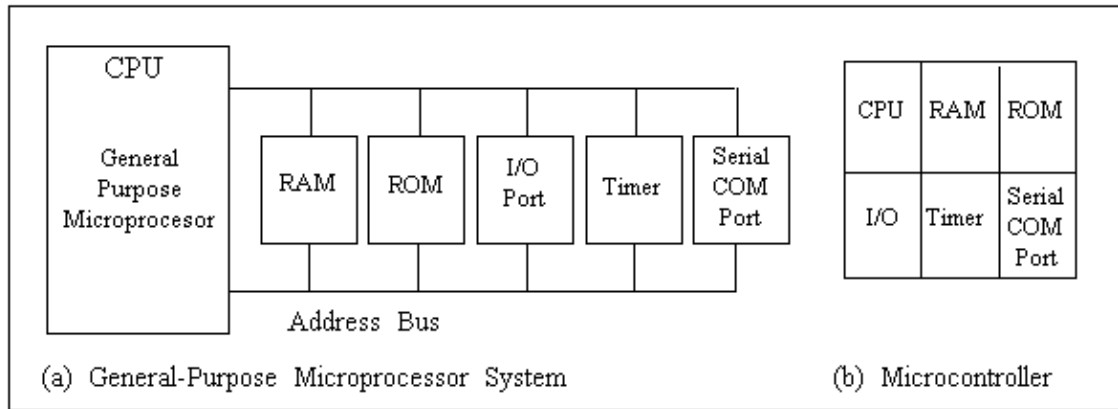 CPU
General
Purpose
Microprocesor
RAM
ROM
I/O
Port
Timer
Serial
COM
Port
Address Bus
(a) General-Purpose Microprocessor System
CPU
RAM
ROM
I/O
Timer
Serial
COM
Port
(b) Microcontroller